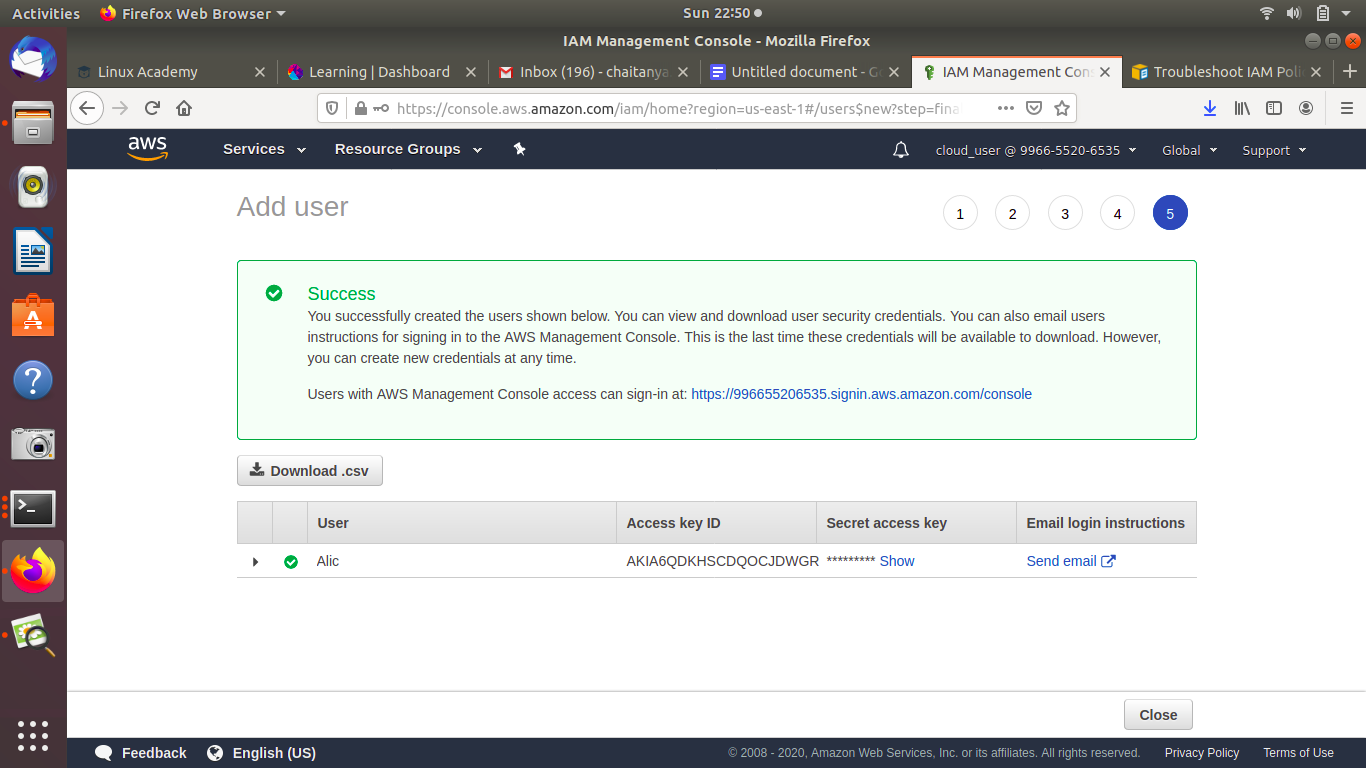 Activities Firefox Web Browser Sun 22:50
IAM Management Console - Mozilla Firefox
Linux Academy Learning | Dashboard Inbox (196) - chaitanya Untitled document - G IAM Management Con Troubleshoot IAM Poli
https://console.aws.amazon.com/iam/home?region=us-east-1#/users$new?step=fina
aws Services Resource Groups cloud_user @ 9966-5520-6535 Global Support
Add user 1 2 3 4 5
Success
You successfully created the users shown below. You can view and download user security credentials. You can also email users
instructions for signing in to the AWS Management Console. This is the last time these credentials will be available to download. However,
you can create new credentials at any time.
Users with AWS Management Console access can sign-in at: https://996655206535.signin.aws.amazon.com/console
Download .csv
User Access key ID Secret access key Email login instructions
Alic AKIA6QDKHSCDQOCJDWGR ********* Show Send email
Close
Feedback English (US) © 2008 - 2020, Amazon Web Services, Inc. or its affiliates. All rights reserved. Privacy Policy Terms of Use